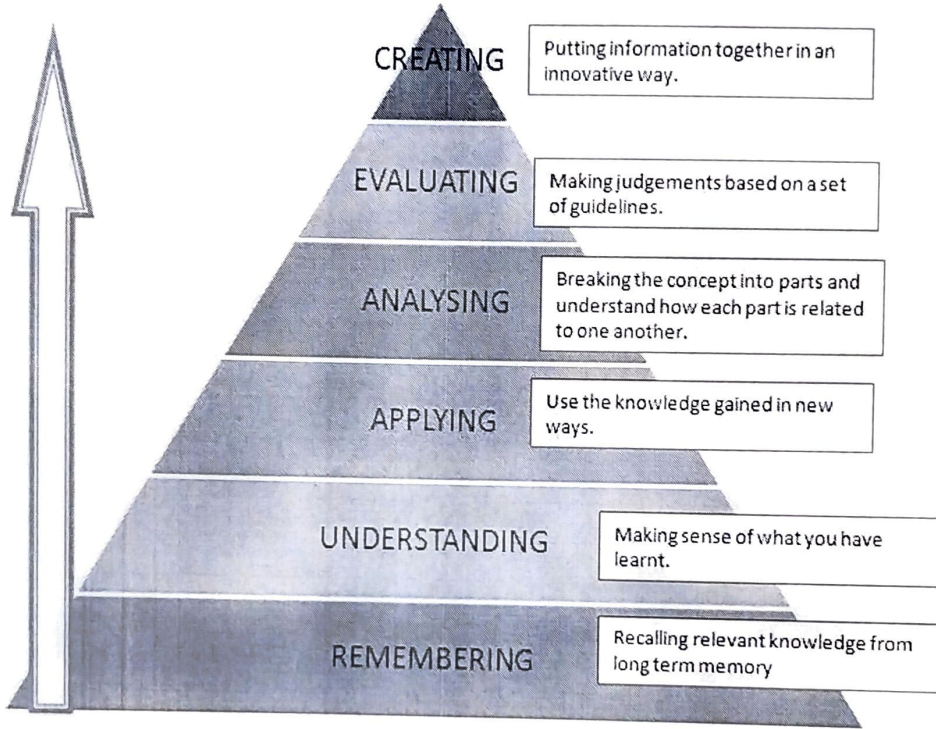 CREATING
Putting information together in an
innovative way.
EVALUATING
Making judgements based on a set
of guidelines.
ANALYSING
Breaking the concept into parts and
understand how each part is related
to one another.
APPLYING
Use the knowledge gained in new
ways.
UNDERSTANDING
Making sense of what you have
learnt.
REMEMBERING
Recalling relevant knowledge from
long term memory